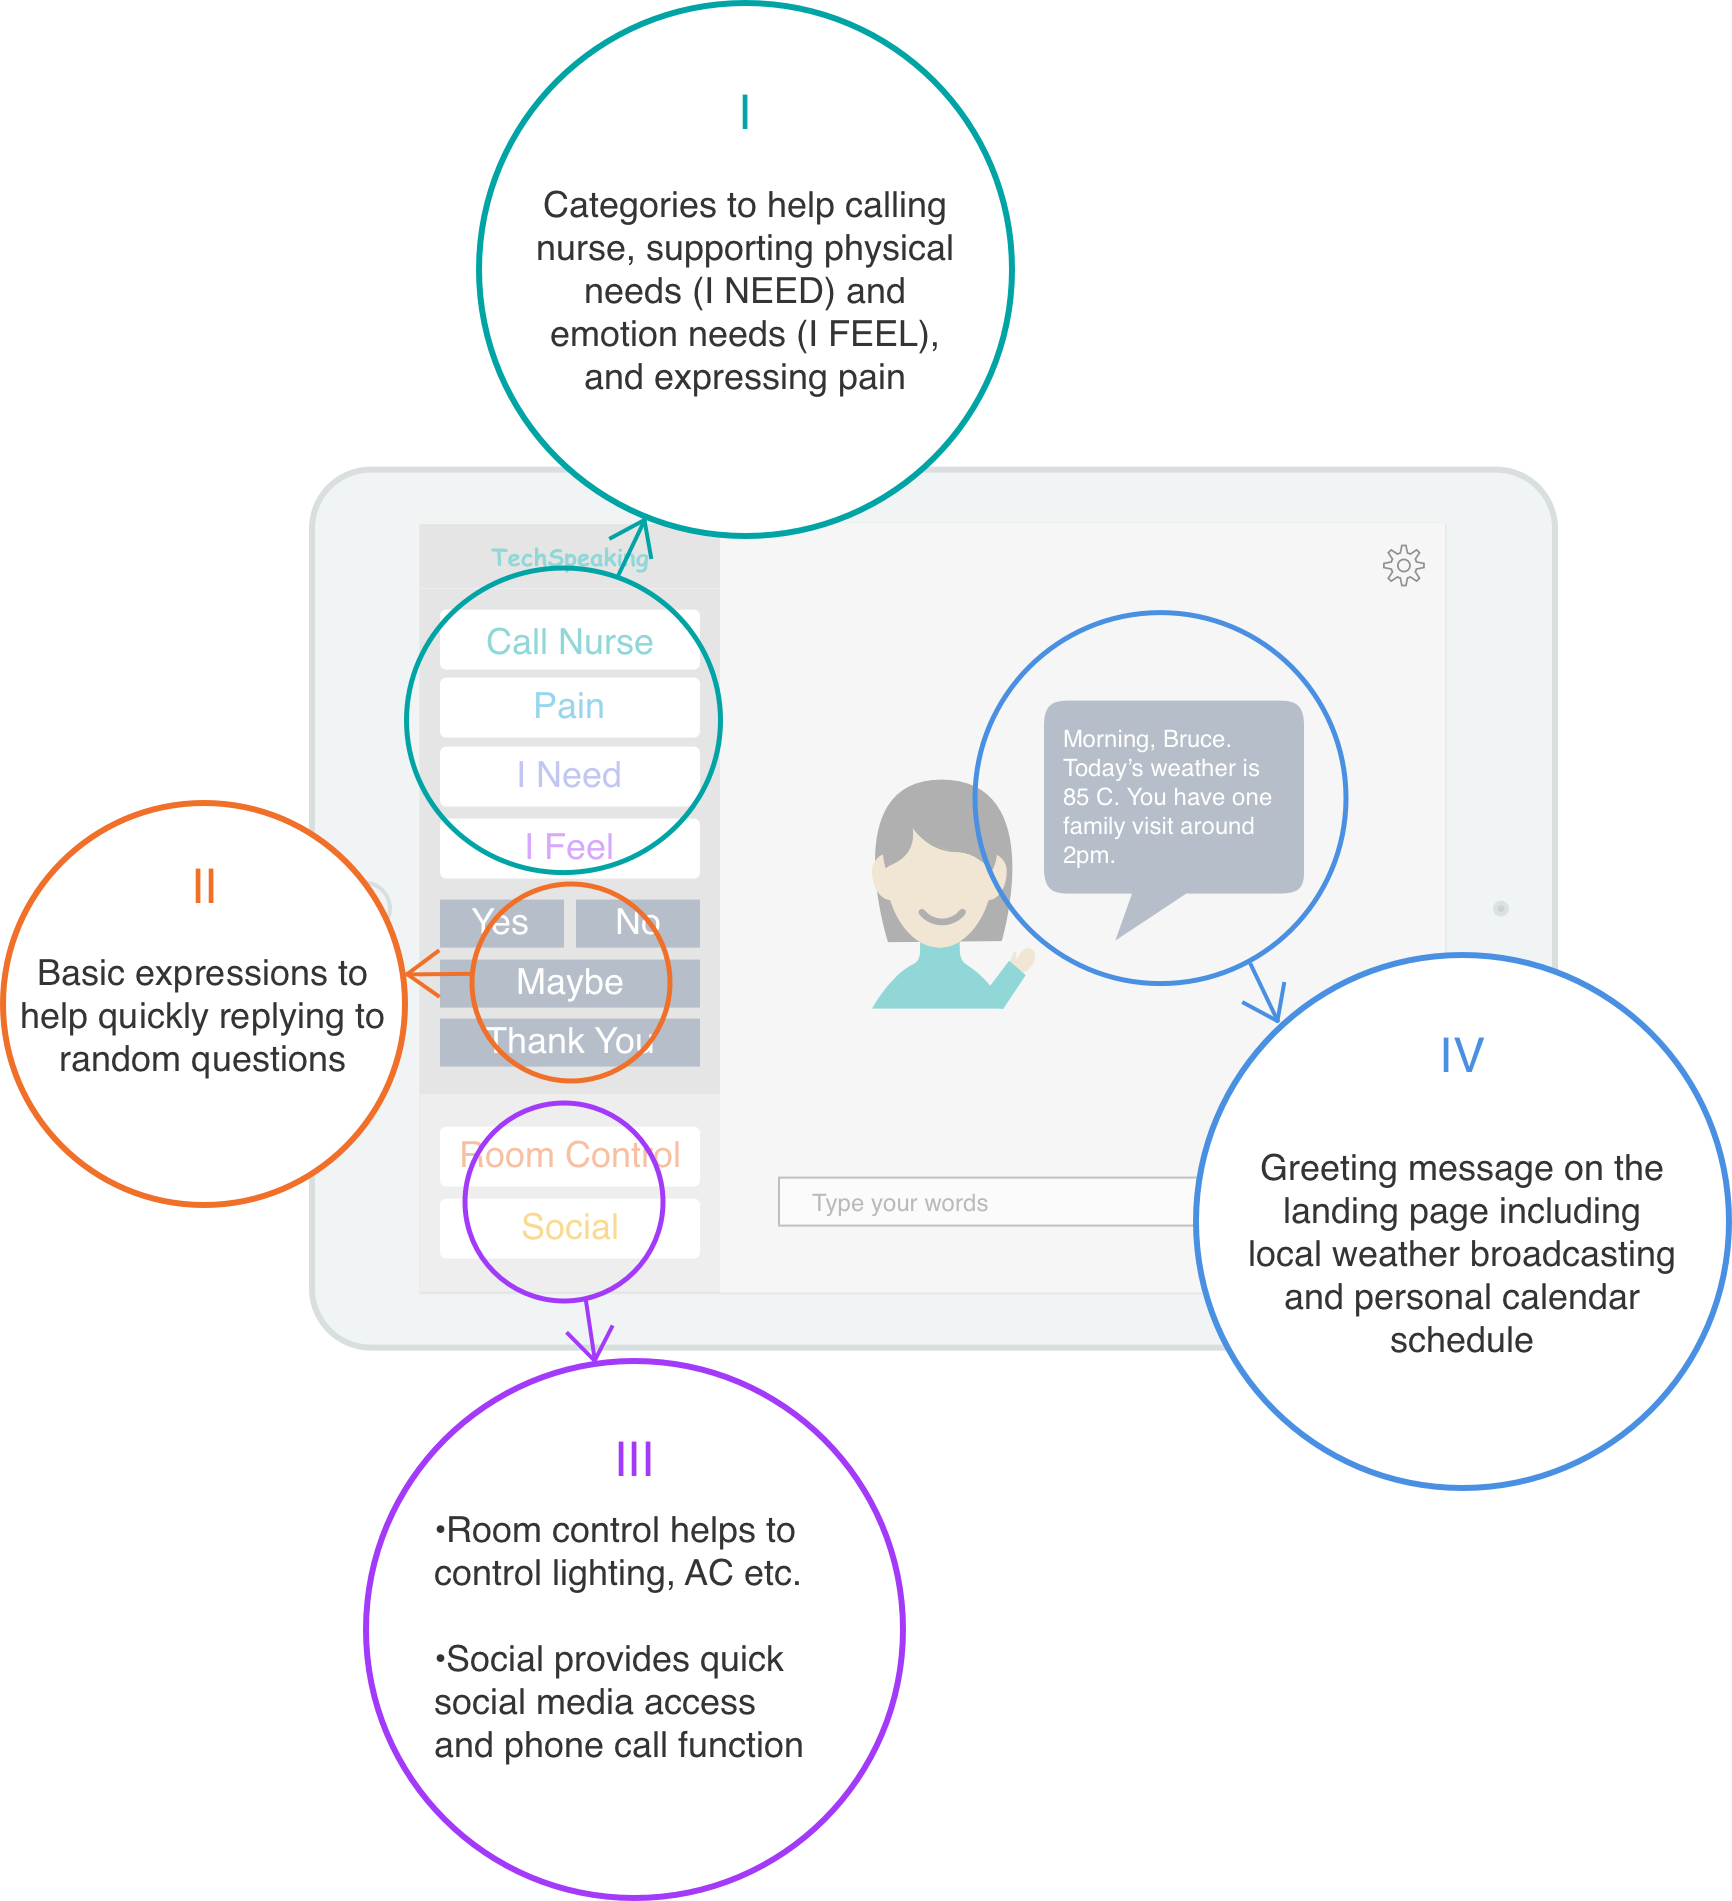 I
Categories to help calling
nurse, supporting physical
needs (I NEED) and
emotion needs (I FEEL),
and expressing pain
TechSpeaking
Call Nurse
Pain
I Need
I Feel
Yes No
Maybe
Thank You
Room Control
Social
Morning, Bruce.
Today's weather is
85 C. You have one
family visit around
2pm.
Type your words
II
Basic expressions to
help quickly replying to
random questions
III
•Room control helps to
control lighting, AC etc.
•Social provides quick
social media access
and phone call function
IV
Greeting message on the
landing page including
local weather broadcasting
and personal calendar
schedule